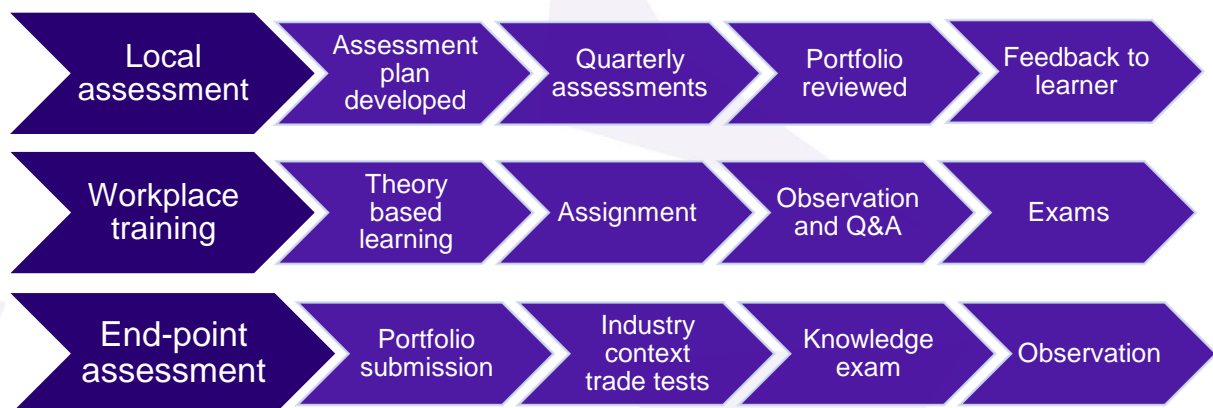 Local
assessment
Assessment
plan
developed
Quarterly
assessments
Portfolio
reviewed
Feedback to
learner
Workplace
training
Theory
based
learning
Assignment
Observation
and Q&A
Exams
End-point
assessment
Portfolio
submission
Industry
context
trade tests
Knowledge
exam
Observation